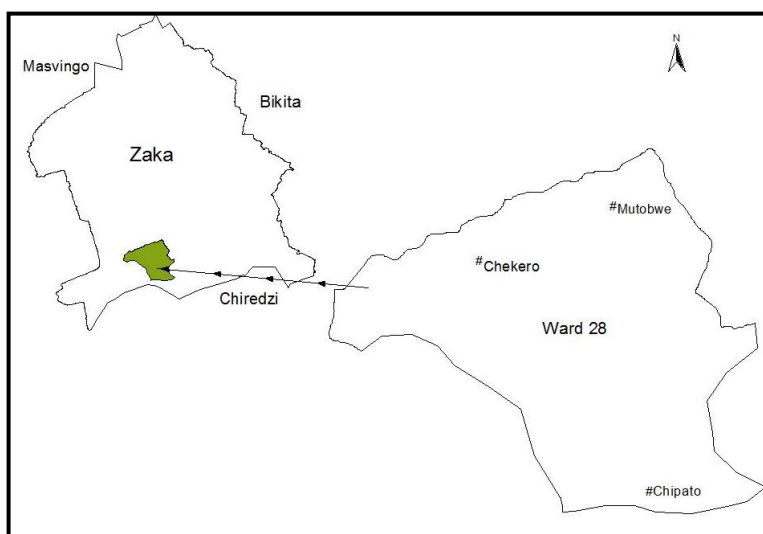 N
Masvingo
Bikita
Zaka
#Mutobwe
#Chekero
Chiredzi
Ward 28
#Chipato